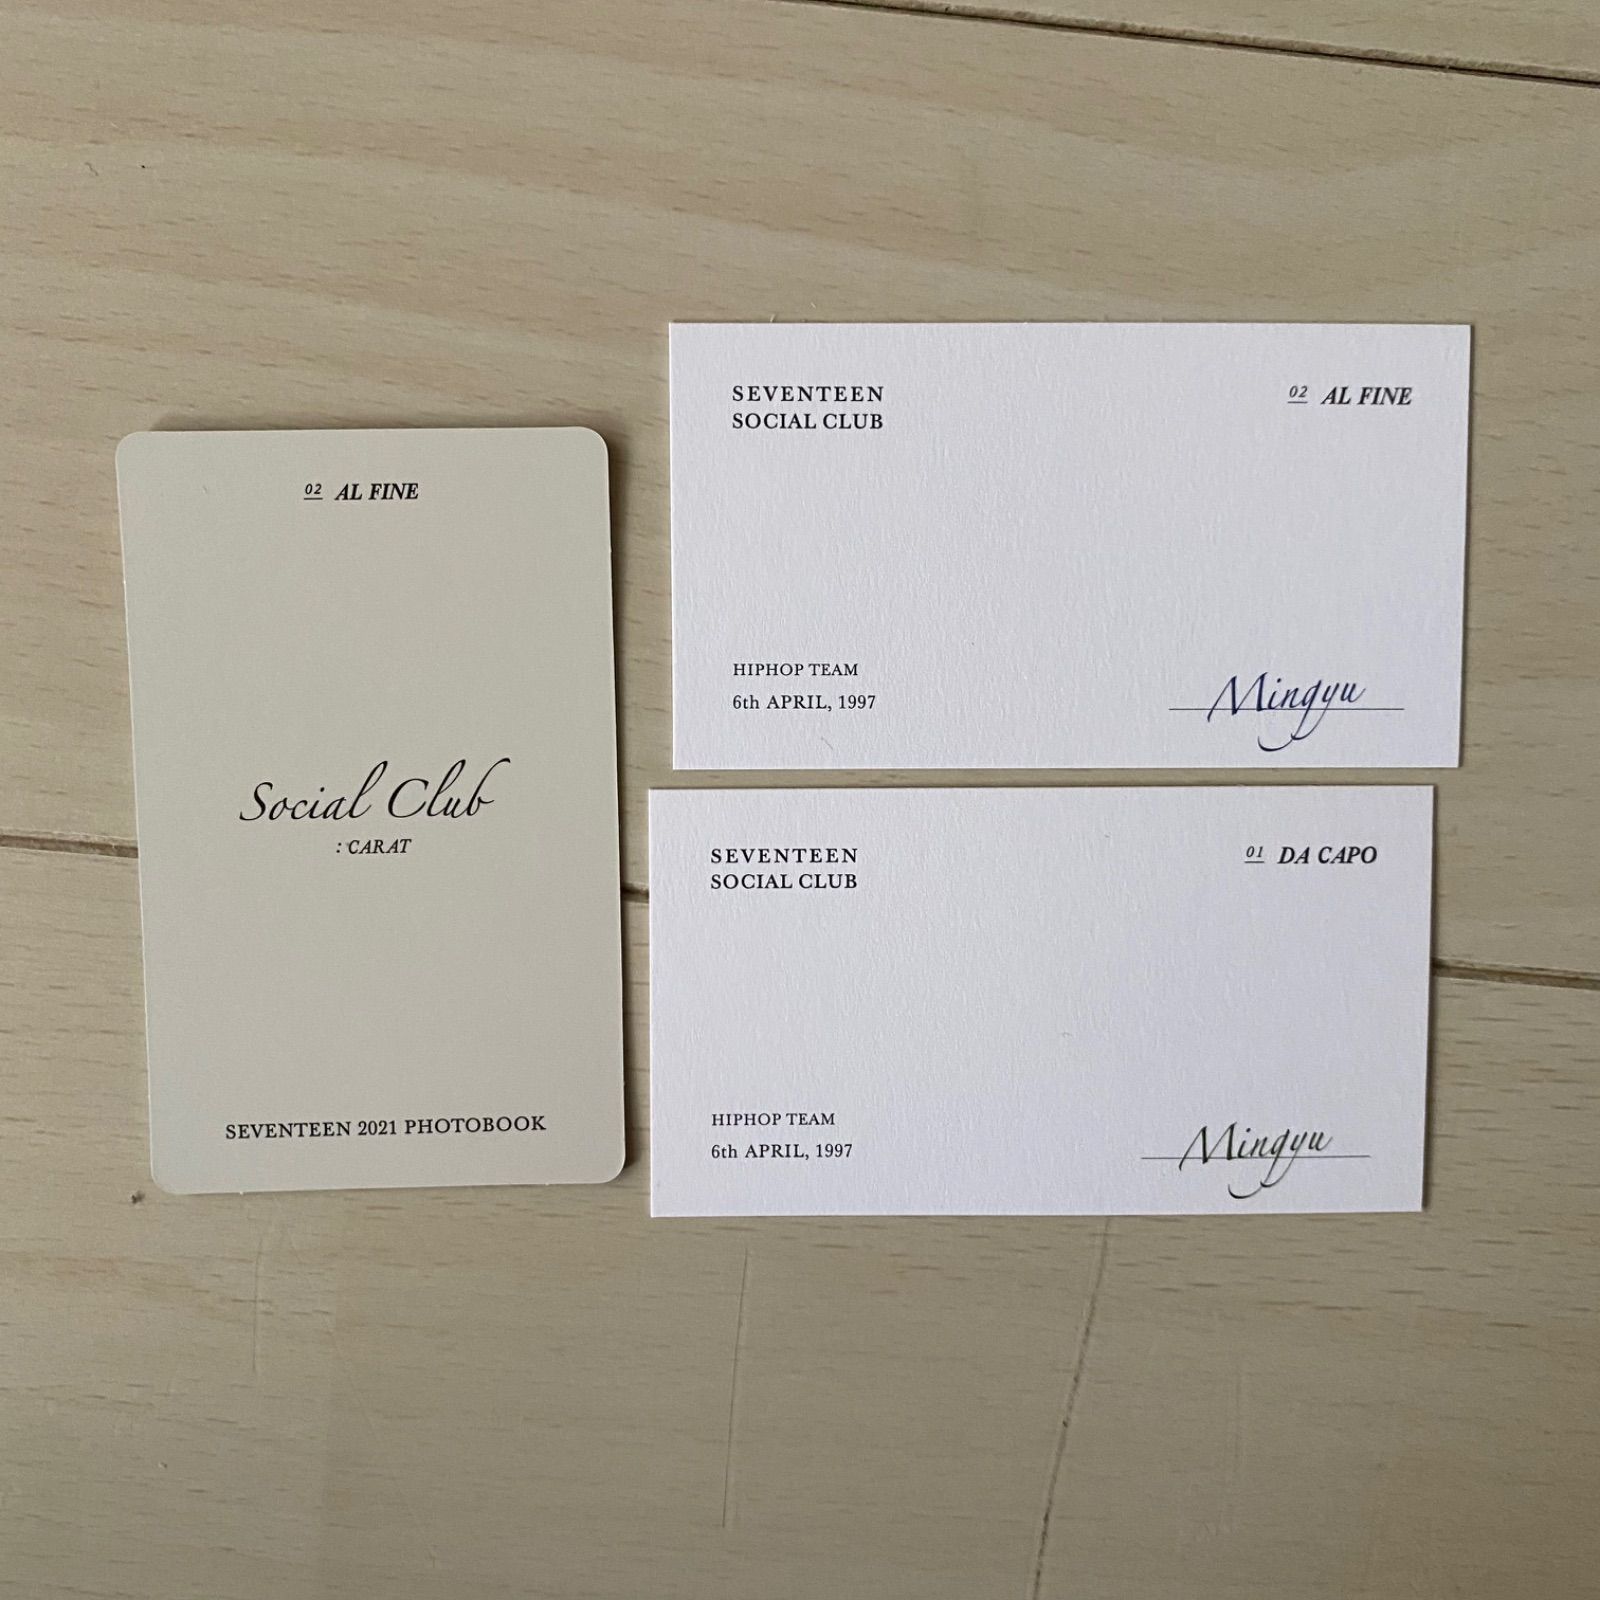 02 AL FINE
Social Club
: CARAT
SEVENTEEN 2021 PHOTOBOOK
SEVENTEEN
SOCIAL CLUB
02 AL FINE
HIPHOP TEAM
6th APRIL, 1997
Mingyu
SEVENTEEN
SOCIAL CLUB
01 DA CAPO
HIPHOP TEAM
6th APRIL, 1997
Mingyu